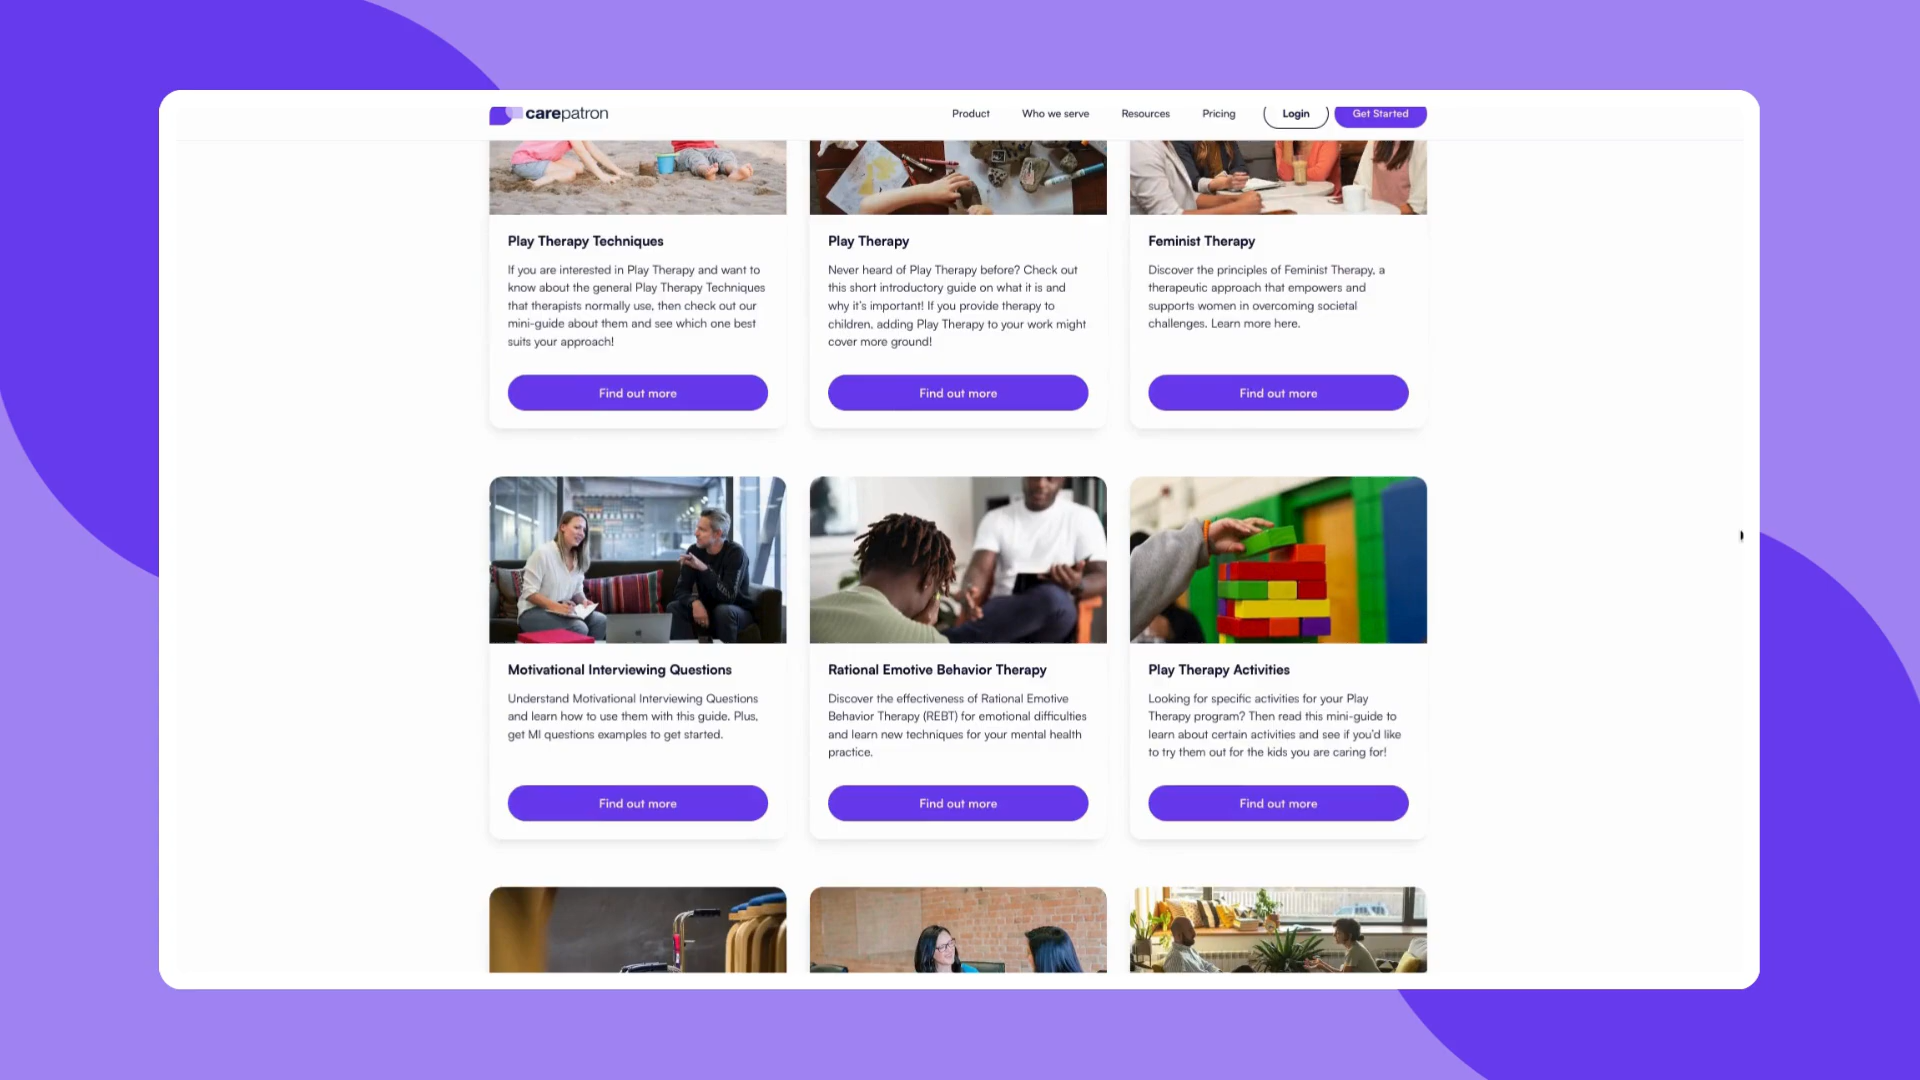 carepatron
Product
Who we serve
Resources
Pricing
Login
Get Started
Play Therapy Techniques
If you are interested in Play Therapy and want to
know about the general Play Therapy Techniques
that therapists normally use, then check out our
mini-guide about them and see which one best
suits your approach!
Find out more
Play Therapy
Never heard of Play Therapy before? Check out
this short introductory guide on what it is and
why it's important! If you provide therapy to
children, adding Play Therapy to your work might
cover more ground!
Find out more
Feminist Therapy
Discover the principles of Feminist Therapy, a
therapeutic approach that empowers and
supports women in overcoming societal
challenges. Learn more here.
Find out more
Motivational Interviewing Questions
Understand Motivational Interviewing Questions
and learn how to use them with this guide. Plus,
get MI questions examples to get started.
Find out more
Rational Emotive Behavior Therapy
Discover the effectiveness of Rational Emotive
Behavior Therapy (REBT) for emotional difficulties
and learn new techniques for your mental health
practice.
Find out more
Play Therapy Activities
Looking for specific activities for your Play
Therapy program? Then read this mini-guide to
learn about certain activities and see if you'd like
to try them out for the kids you are caring for!
Find out more